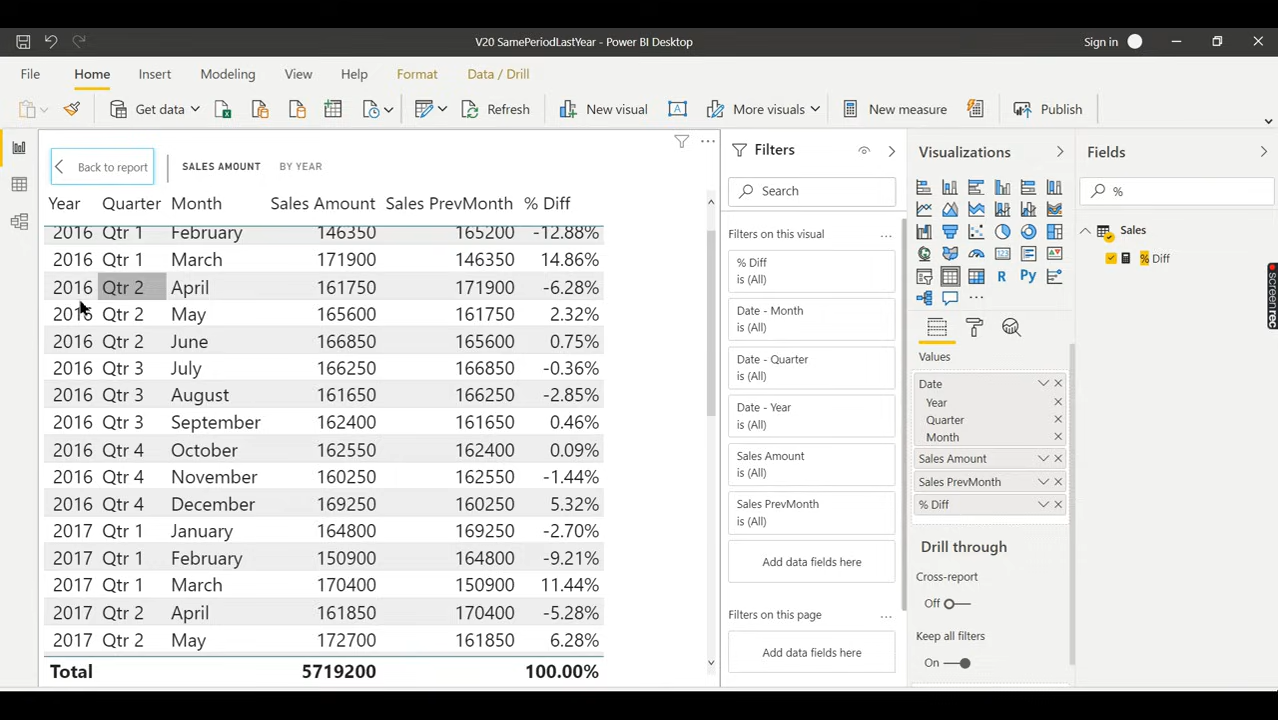 V20 SamePeriodLastYear - Power BI Desktop
Sign in
File Home Insert Modeling View Help Format Data / Drill
Get data Refresh New visual More visuals New measure Publish
Back to report SALES AMOUNT BY YEAR
Year Quarter Month Sales Amount Sales PrevMonth % Diff
2016 Qtr 1 February 146350 165200 -12.88%
2016 Qtr 1 March 171900 146350 14.86%
2016 Qtr 2 April 161750 171900 -6.28%
2016 Qtr 2 May 165600 161750 2.32%
2016 Qtr 2 June 166850 165600 0.75%
2016 Qtr 3 July 166250 166850 -0.36%
2016 Qtr 3 August 161650 166250 -2.85%
2016 Qtr 3 September 162400 161650 0.46%
2016 Qtr 4 October 162550 162400 0.09%
2016 Qtr 4 November 160250 162550 -1.44%
2016 Qtr 4 December 169250 160250 5.32%
2017 Qtr 1 January 164800 169250 -2.70%
2017 Qtr 1 February 150900 164800 -9.21%
2017 Qtr 1 March 170400 150900 11.44%
2017 Qtr 2 April 161850 170400 -5.28%
2017 Qtr 2 May 172700 161850 6.28%
Total 5719200 100.00%
Filters
Search
Filters on this visual
% Diff
is (All)
Date - Month
is (All)
Date - Quarter
is (All)
Date - Year
is (All)
Sales Amount
is (All)
Sales PrevMonth
is (All)
Add data fields here
Filters on this page
Add data fields here
Visualizations
R Py
Values
Date
Year
Quarter
Month
Sales Amount
Sales PrevMonth
% Diff
Drill through
Cross-report
Off
Keep all filters
On
Fields
%
Sales
% Diff
screenrec